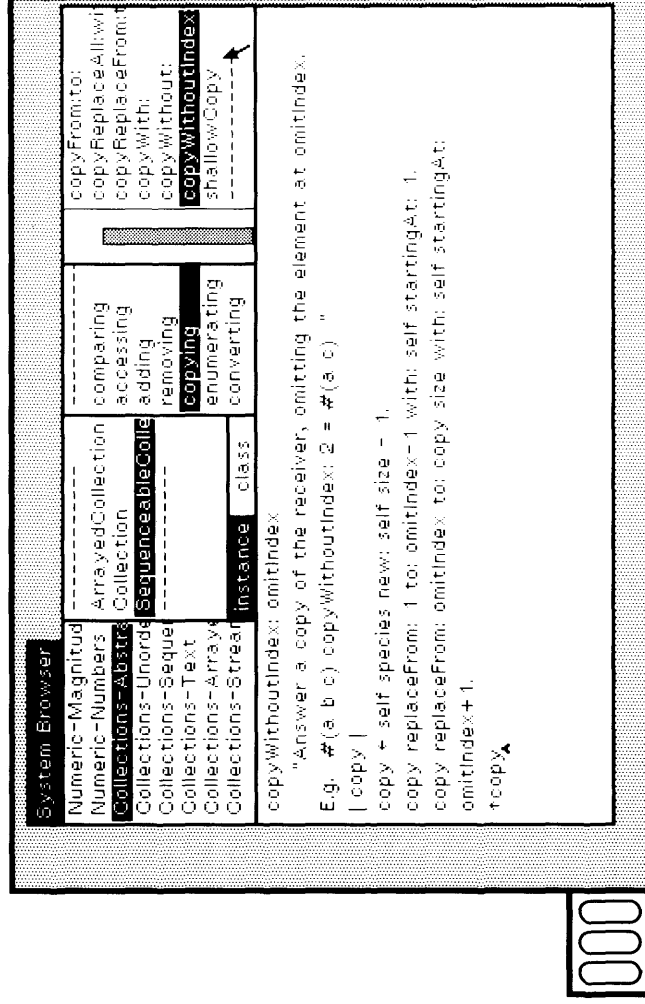 System Browser
Numeric-Magnitud
Numeric-Numbers
Collections-Abstra
Collections-Unorde
Collections-Seque
Collections-Text
Collections-Arraye
Collections-Strean
---------------
ArrayedCollection
Collection
SequenceableColle
---------------
instance
class
---------------
comparing
accessing
adding
removing
copying
enumerating
converting
copyFrom:to:
copyReplaceAll:wit
copyReplaceFrom:t
copyWith:
copyWithout:
copyWithoutIndex
shallowCopy
---------------
copyWithoutIndex: omitIndex
"Answer a copy of the receiver, omitting the element at omitIndex.
E.g. #(a b c) copyWithoutIndex: 2 = #(a c) "
| copy |
copy ← self species new: self size - 1.
copy replaceFrom: 1 to: omitIndex-1 with: self startingAt: 1.
copy replaceFrom: omitIndex to: copy size with: self startingAt:
omitIndex+1.
↑copy